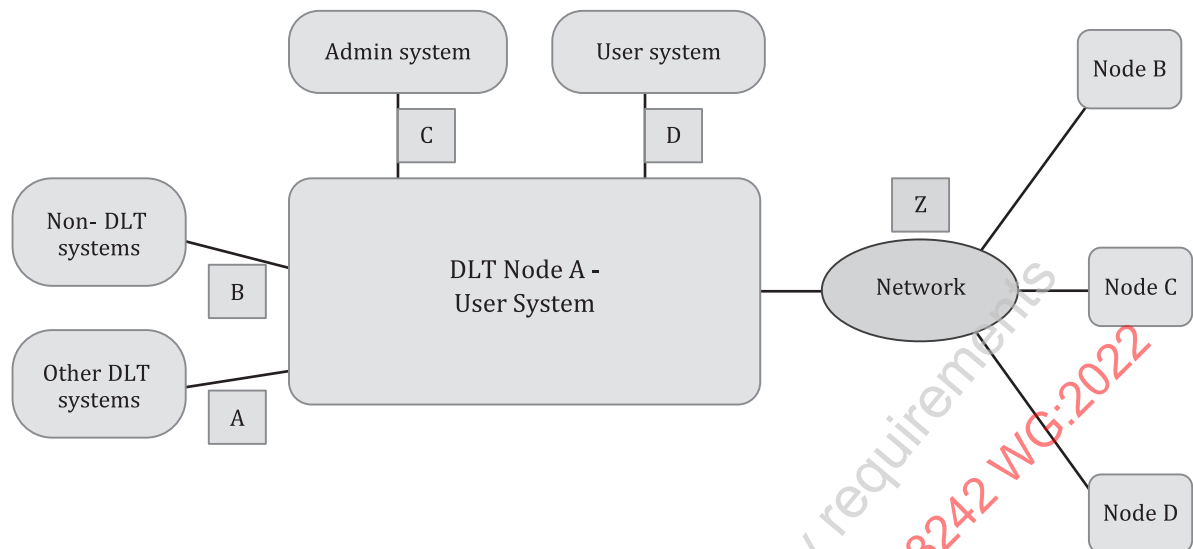 Admin system
User system
Node B
C
D
Non- DLT
systems
Z
B
DLT Node A -
User System
Network
Node C
Other DLT
systems
A
Node D
requirements
3242 WG:2022